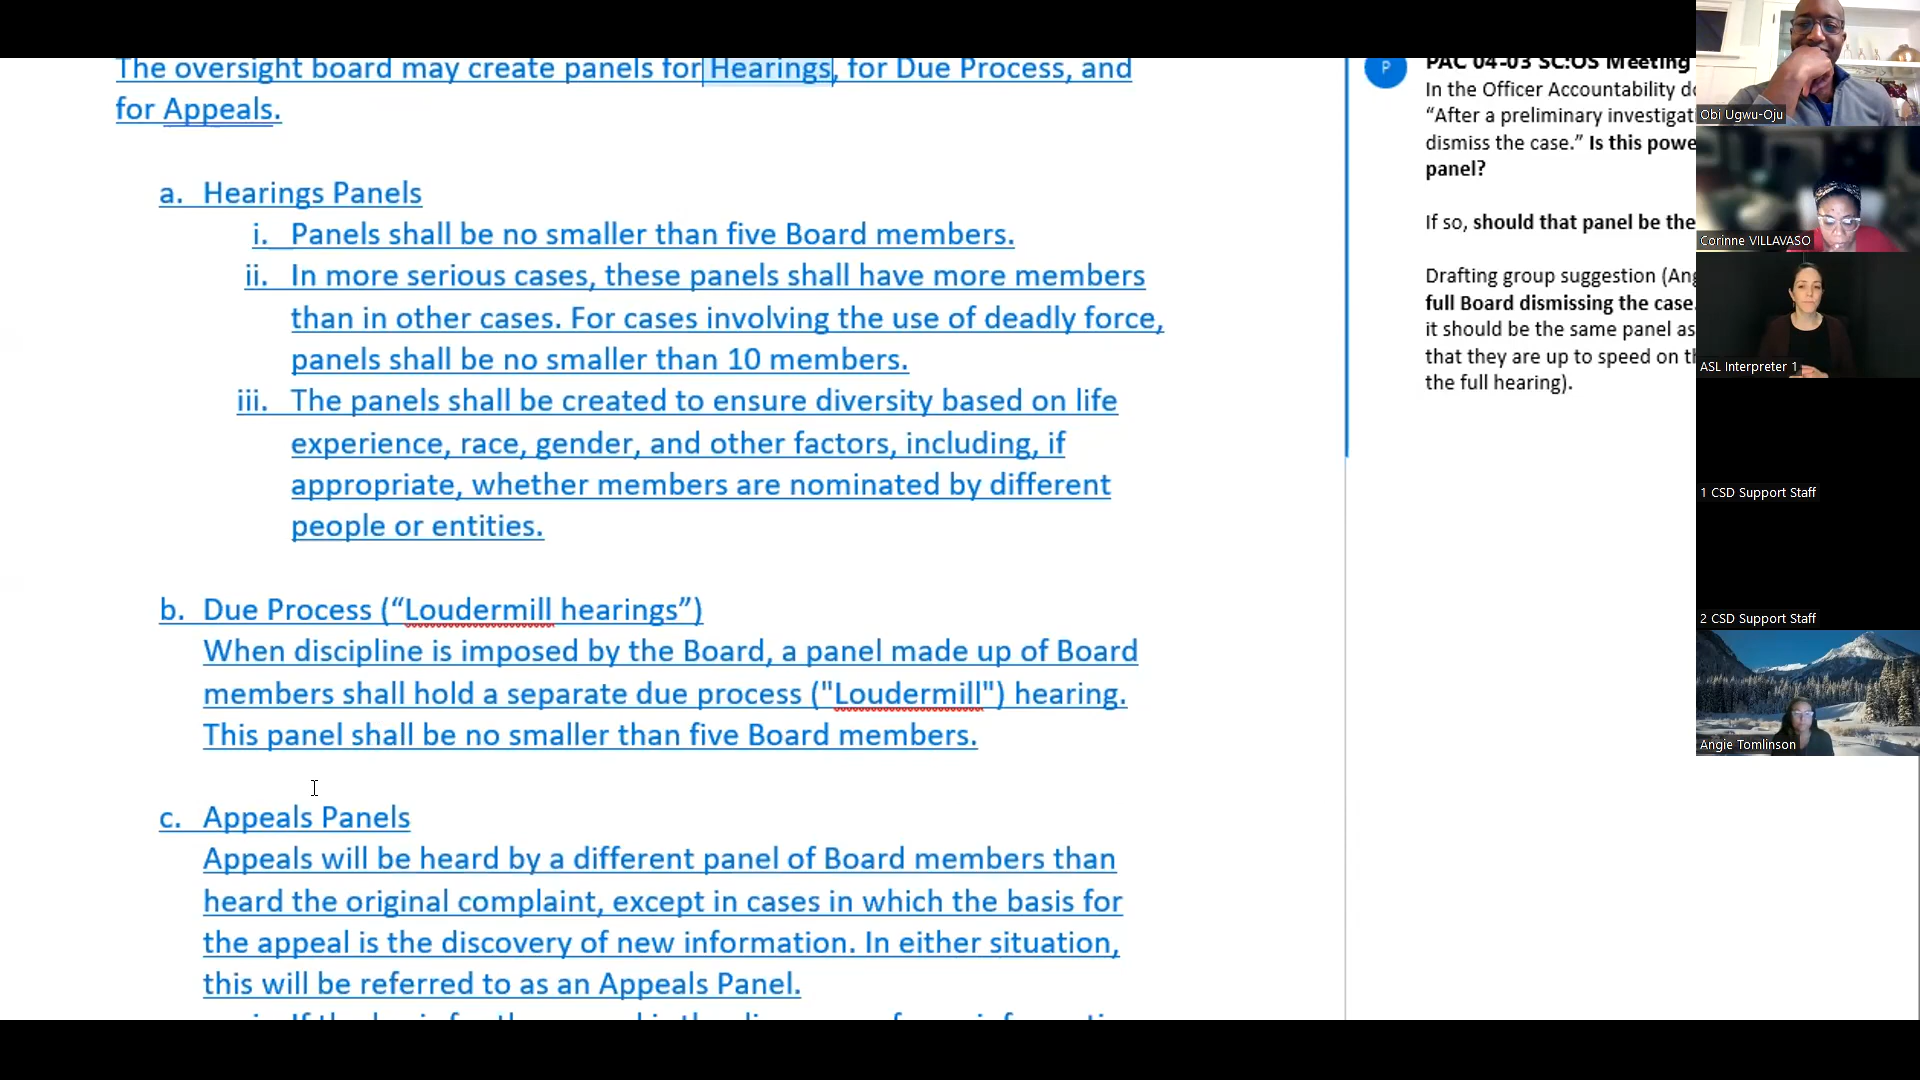 The oversight board may create panels for Hearings, for Due Process, and
for Appeals.
a. Hearings Panels
i. Panels shall be no smaller than five Board members.
ii. In more serious cases, these panels shall have more members
than in other cases. For cases involving the use of deadly force,
panels shall be no smaller than 10 members.
iii. The panels shall be created to ensure diversity based on life
experience, race, gender, and other factors, including, if
appropriate, whether members are nominated by different
people or entities.
b. Due Process (“Loudermill hearings”)
When discipline is imposed by the Board, a panel made up of Board
members shall hold a separate due process ("Loudermill") hearing.
This panel shall be no smaller than five Board members.
c. Appeals Panels
Appeals will be heard by a different panel of Board members than
heard the original complaint, except in cases in which the basis for
the appeal is the discovery of new information. In either situation,
this will be referred to as an Appeals Panel.
P
PAC 04-03 SC:OS Meeting
In the Officer Accountability
“After a preliminary
dismiss the case.” Is this
panel?
If so, should that panel be the
Drafting group suggestion
full Board dismissing the case.
it should be the same panel as
that they are up to speed on
the full hearing).
Obi Ugwu-Oju
Corinne VILLAVASO
ASL Interpreter 1
1 CSD Support Staff
2 CSD Support Staff
Angie Tomlinson